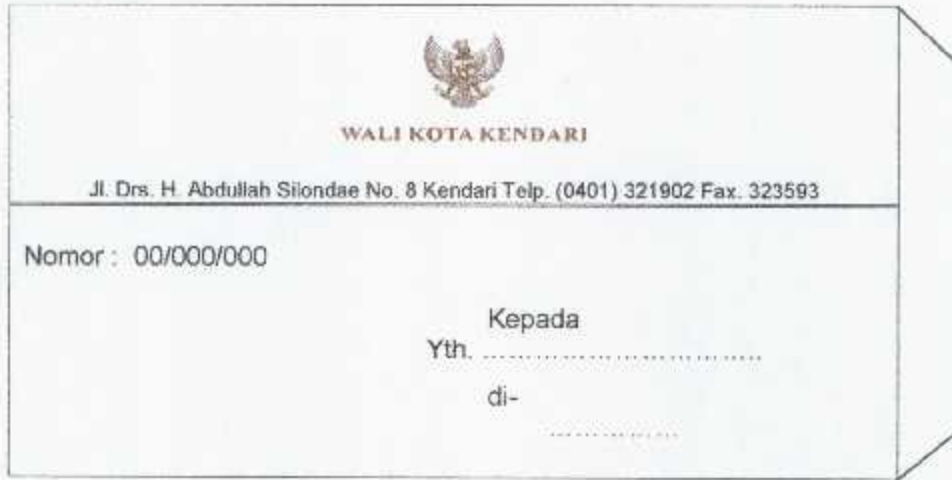 WALI KOTA KENDARI
Jl. Drs. H. Abdullah Silondae No. 8 Kendari Telp. (0401) 321902 Fax. 323593
Nomor : 00/000/000
Kepada
Yth. ..................................
di-
..................